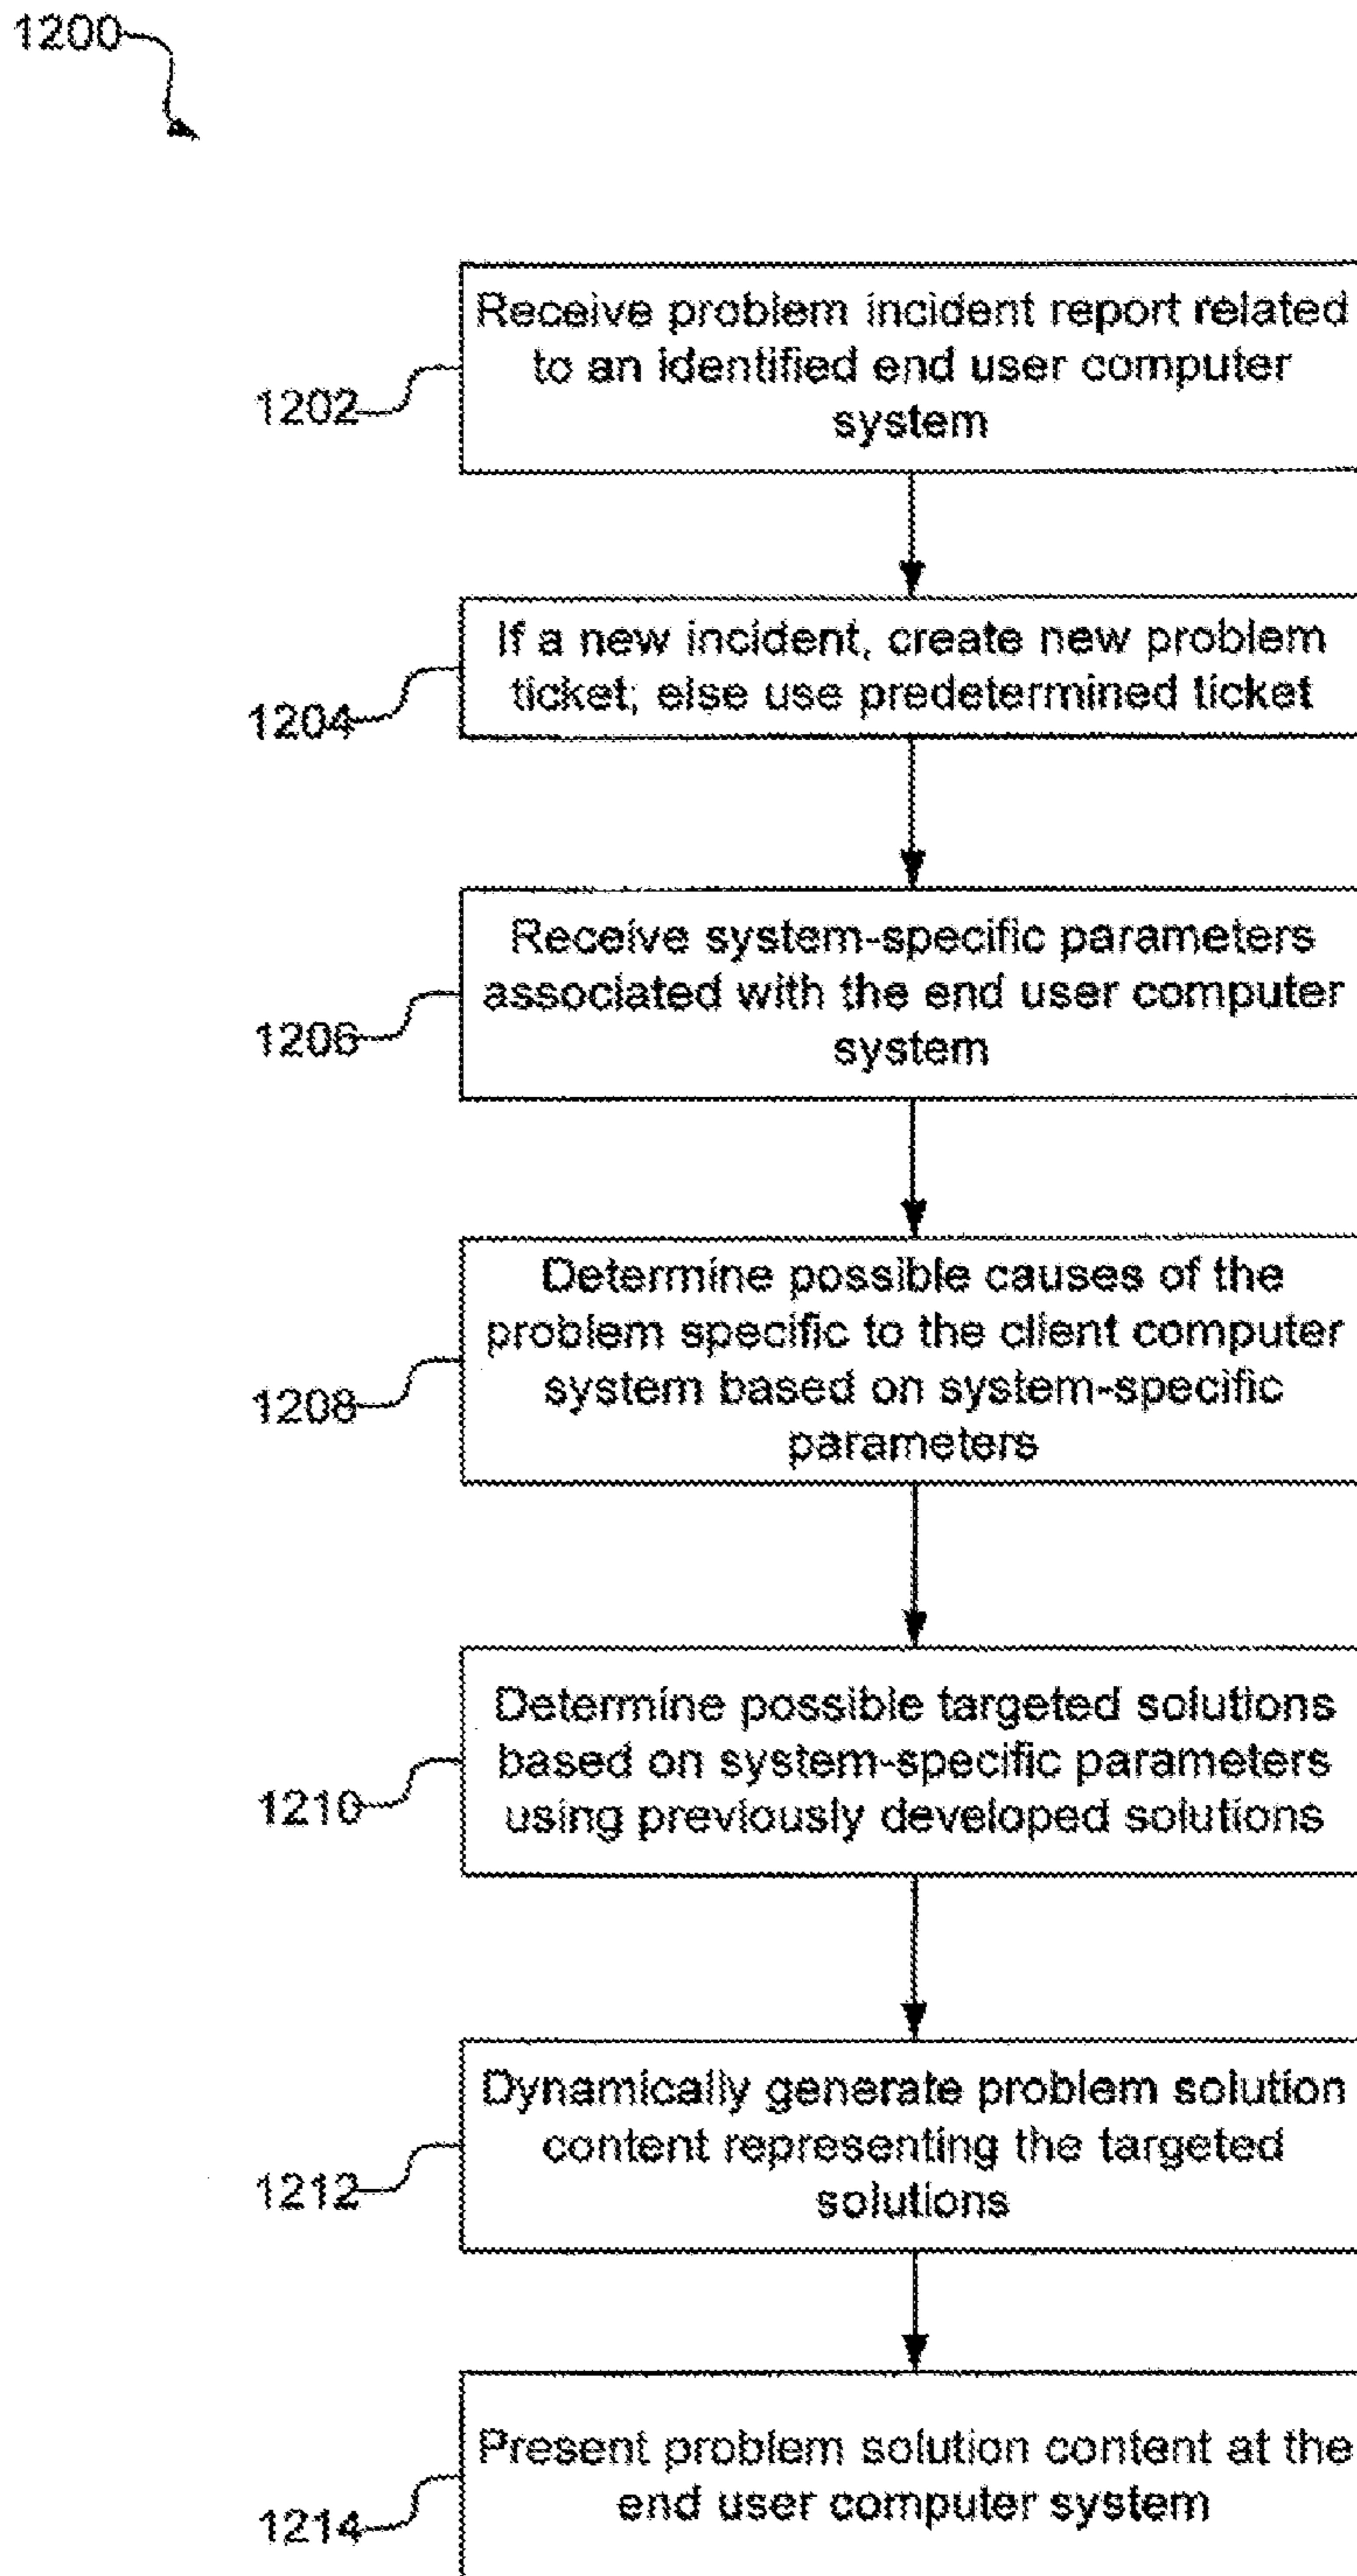 1200
Receive problem incident report related
to an identified end user computer
system
1202
If a new incident, create new problem
ticket; else use predetermined ticket
1204
Receive system-specific parameters
associated with the end user computer
system
1206
Determine possible causes of the
problem specific to the client computer
system based on system-specific
parameters
1208
Determine possible targeted solutions
based on system-specific parameters
using previously developed solutions
1210
Dynamically generate problem solution
content representing the targeted
solutions
1212
Present problem solution content at the
end user computer system
1214